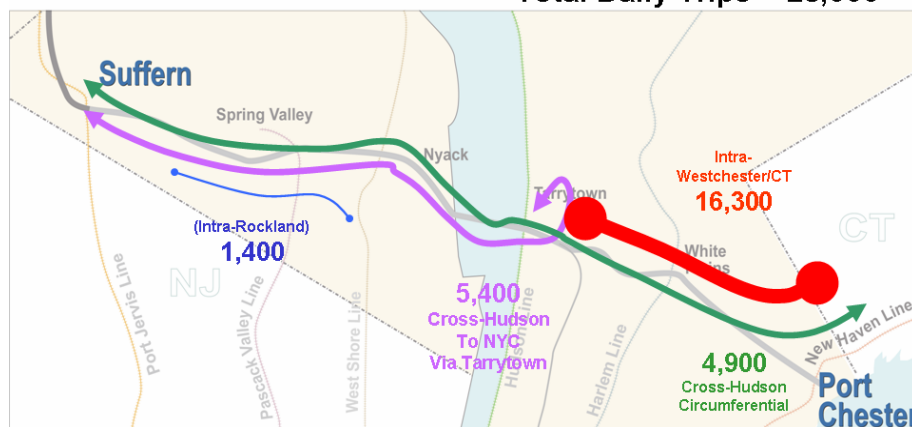 Suffern
Spring Valley
Nyack
Tarrytown
Intra-
Westchester/CT
16,300
(Intra-Rockland)
1,400
White
CT
NJ
5,400
Cross-Hudson
To NYC
Via Tarrytown
4,900
Cross-Hudson
Circumferential
Port
Chester
Port Jervis Line
Pascack Valley Line
West Shore Line
Line
Harlem Line
New Haven Line